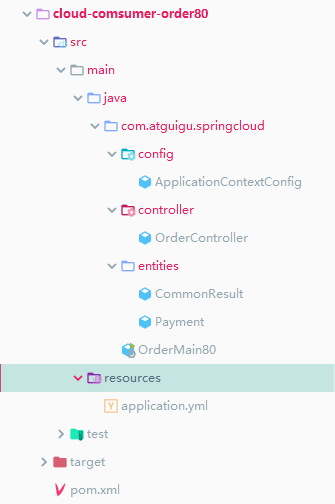 cloud-comsumer-order80
src
main
java
com.atguigu.springcloud
config
ApplicationContextConfig
controller
OrderController
entities
CommonResult
Payment
OrderMain80
resources
application.yml
test
target
pom.xml